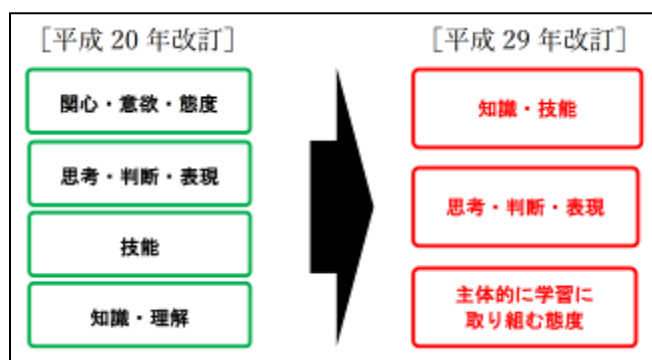 ［平成 20 年改訂］
関心・意欲・態度
思考・判断・表現
技能
知識・理解
［平成 29 年改訂］
知識・技能
思考・判断・表現
主体的に学習に
取り組む態度